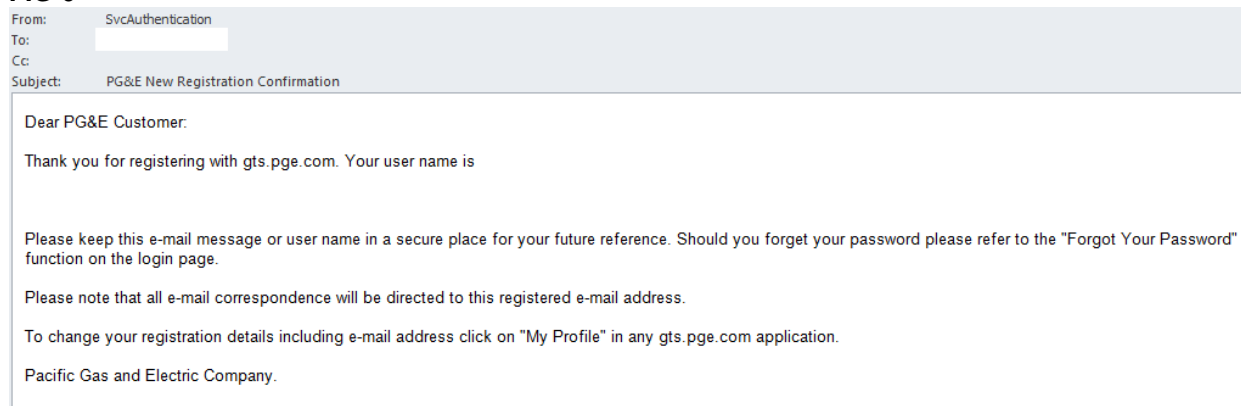 From: SvcAuthentication
To:
Cc:
Subject: PG&E New Registration Confirmation
Dear PG&E Customer:
Thank you for registering with gts.pge.com. Your user name is
Please keep this e-mail message or user name in a secure place for your future reference. Should you forget your password please refer to the "Forgot Your Password"
function on the login page.
Please note that all e-mail correspondence will be directed to this registered e-mail address.
To change your registration details including e-mail address click on "My Profile" in any gts.pge.com application.
Pacific Gas and Electric Company.